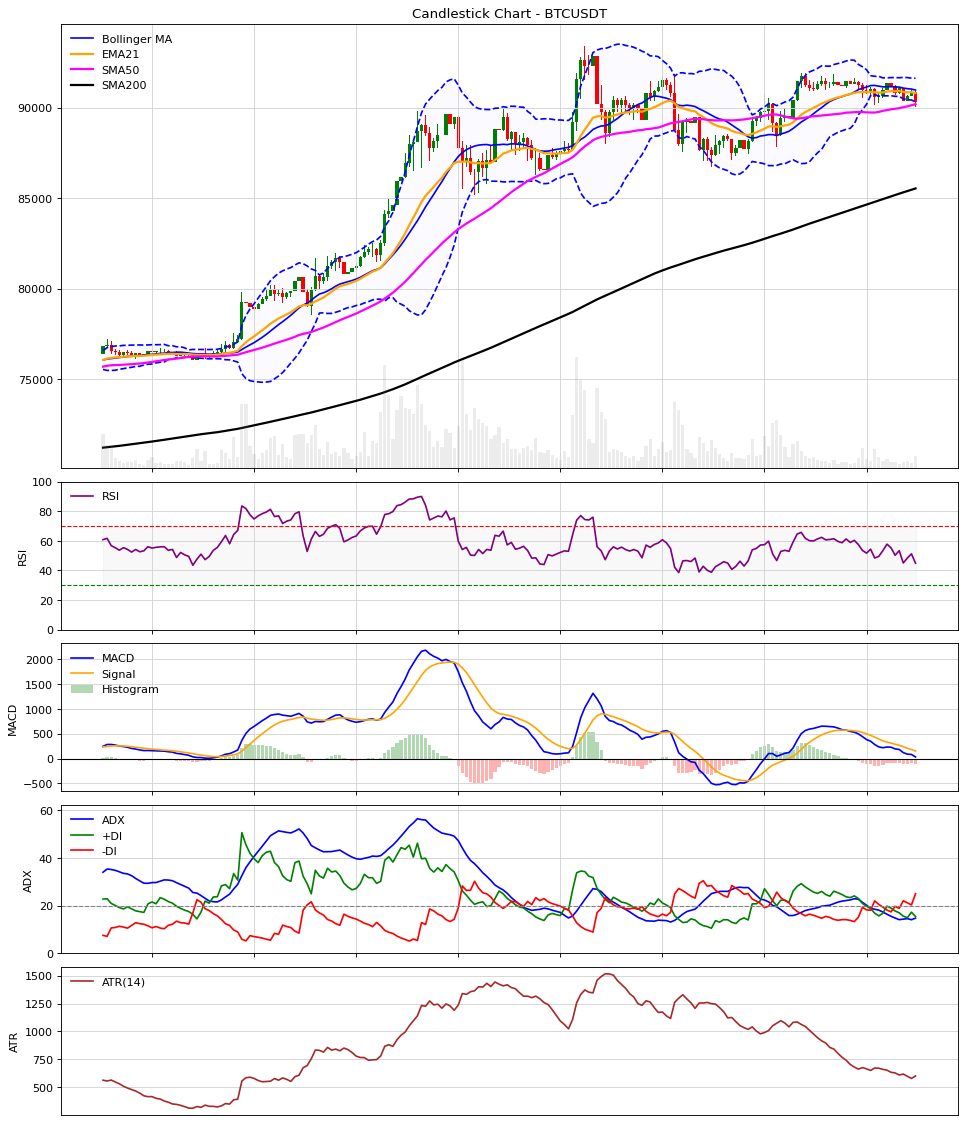 Candlestick Chart - BTCUSDT
Bollinger MA
EMA21
SMA50
SMA200
90000
85000
80000
75000
RSI
RSI
100
80
60
40
20
0
MACD
Signal
Histogram
MACD
2000
1500
1000
500
0
−500
ADX
+DI
-DI
ADX
60
40
20
0
ATR(14)
ATR
1500
1250
1000
750
500